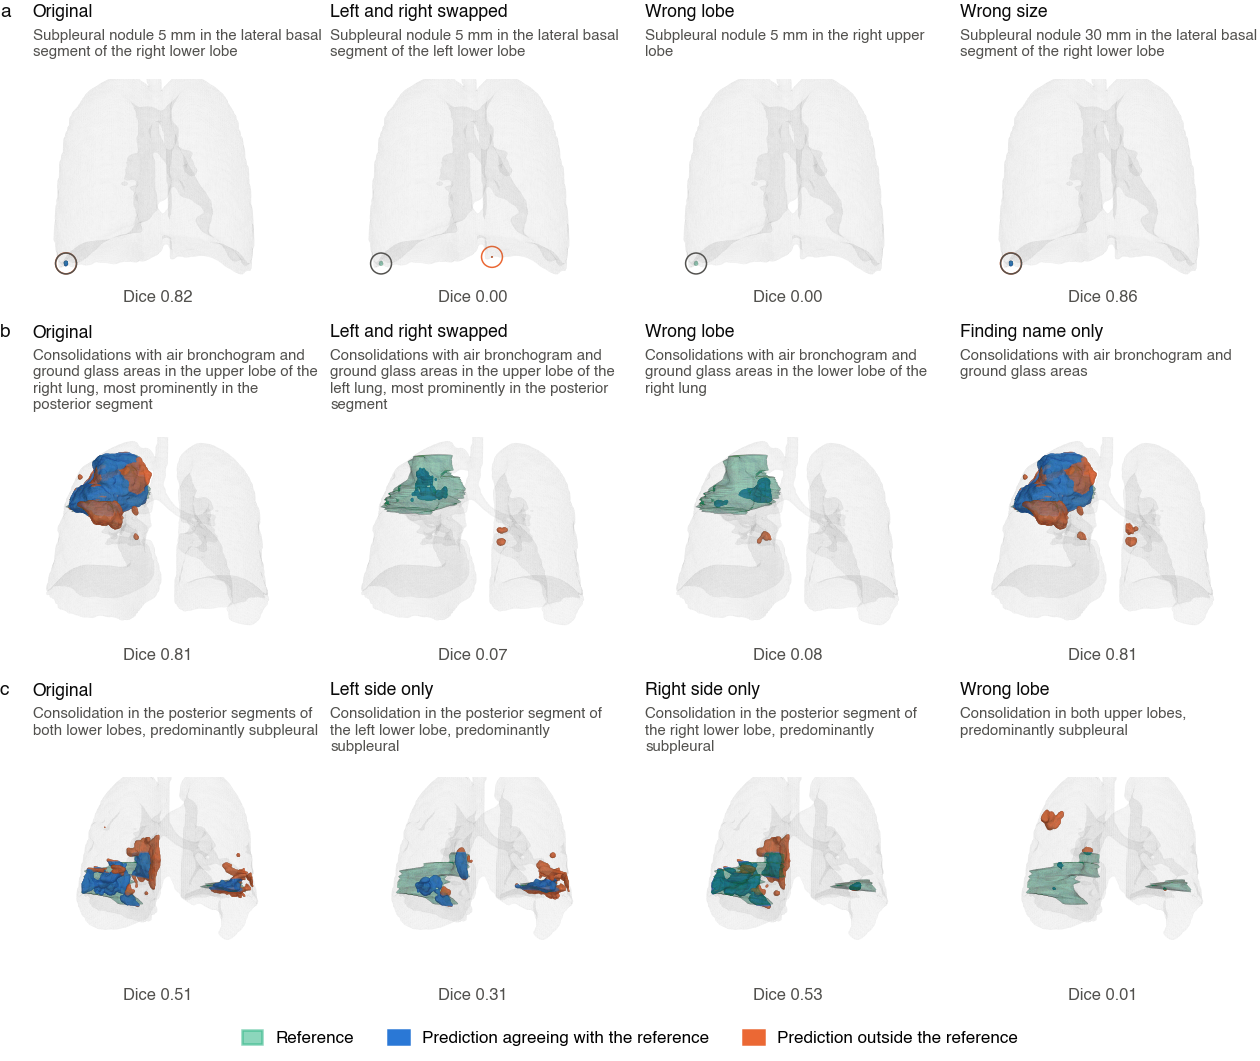 a
Original
Subpleural nodule 5 mm in the lateral basal
segment of the right lower lobe
Left and right swapped
Subpleural nodule 5 mm in the lateral basal
segment of the left lower lobe
Wrong lobe
Subpleural nodule 5 mm in the right upper
lobe
Wrong size
Subpleural nodule 30 mm in the lateral basal
segment of the right lower lobe
Dice 0.82
Dice 0.00
Dice 0.00
Dice 0.86
b
Original
Consolidations with air bronchogram and
ground glass areas in the upper lobe of the
right lung, most prominently in the
posterior segment
Left and right swapped
Consolidations with air bronchogram and
ground glass areas in the upper lobe of the
left lung, most prominently in the posterior
segment
Wrong lobe
Consolidations with air bronchogram and
ground glass areas in the lower lobe of the
right lung
Finding name only
Consolidations with air bronchogram and
ground glass areas
Dice 0.81
Dice 0.07
Dice 0.08
Dice 0.81
c
Original
Consolidation in the posterior segments of
both lower lobes, predominantly subpleural
Left side only
Consolidation in the posterior segment of
the left lower lobe, predominantly
subpleural
Right side only
Consolidation in the posterior segment of
the right lower lobe, predominantly
subpleural
Wrong lobe
Consolidation in both upper lobes,
predominantly subpleural
Dice 0.51
Dice 0.31
Dice 0.53
Dice 0.01
Reference
Prediction agreeing with the reference
Prediction outside the reference